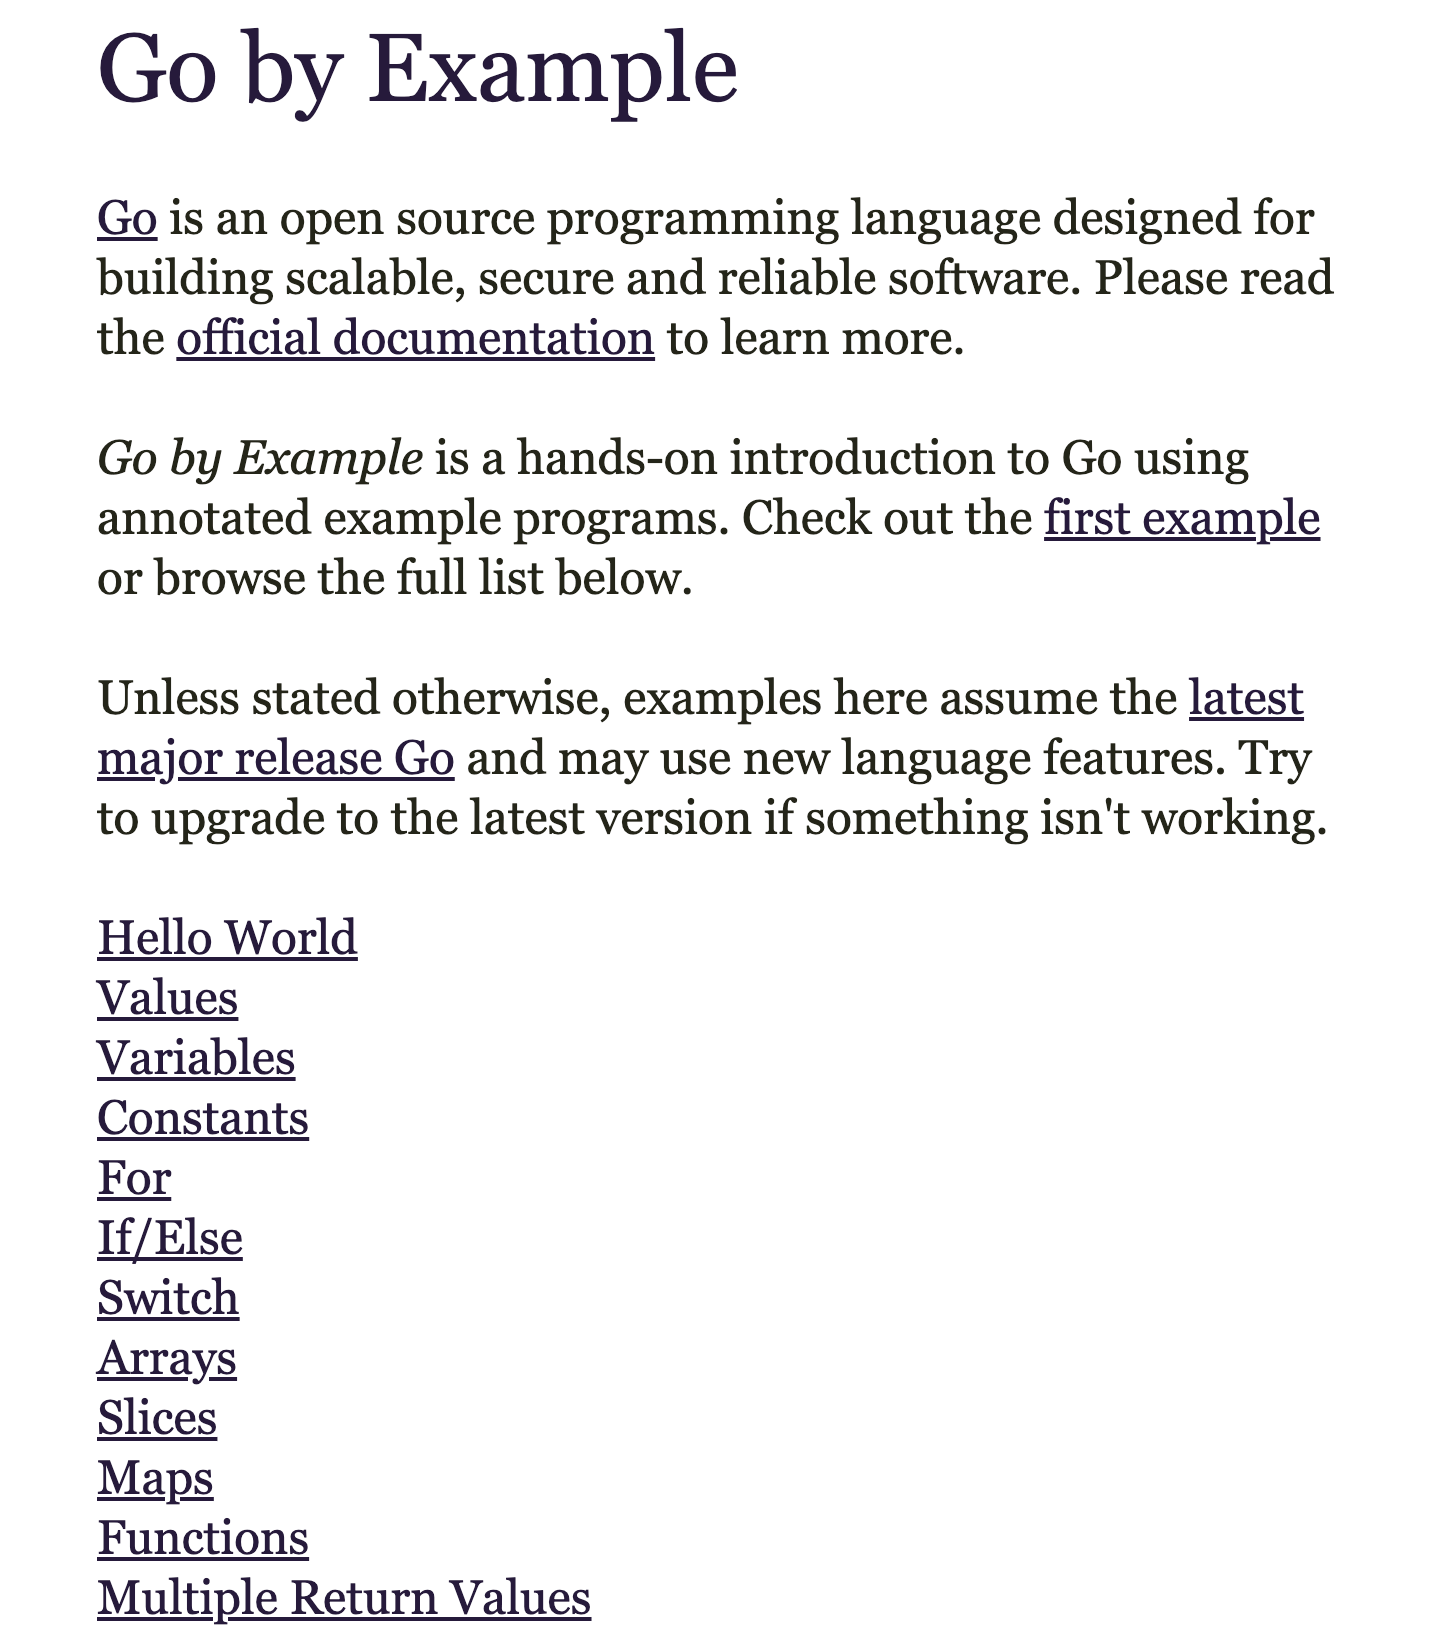 Go by Example
Go is an open source programming language designed for
building scalable, secure and reliable software. Please read
the official documentation to learn more.
Go by Example is a hands-on introduction to Go using
annotated example programs. Check out the first example
or browse the full list below.
Unless stated otherwise, examples here assume the latest
major release Go and may use new language features. Try
to upgrade to the latest version if something isn't working.
Hello World
Values
Variables
Constants
For
If/Else
Switch
Arrays
Slices
Maps
Functions
Multiple Return Values